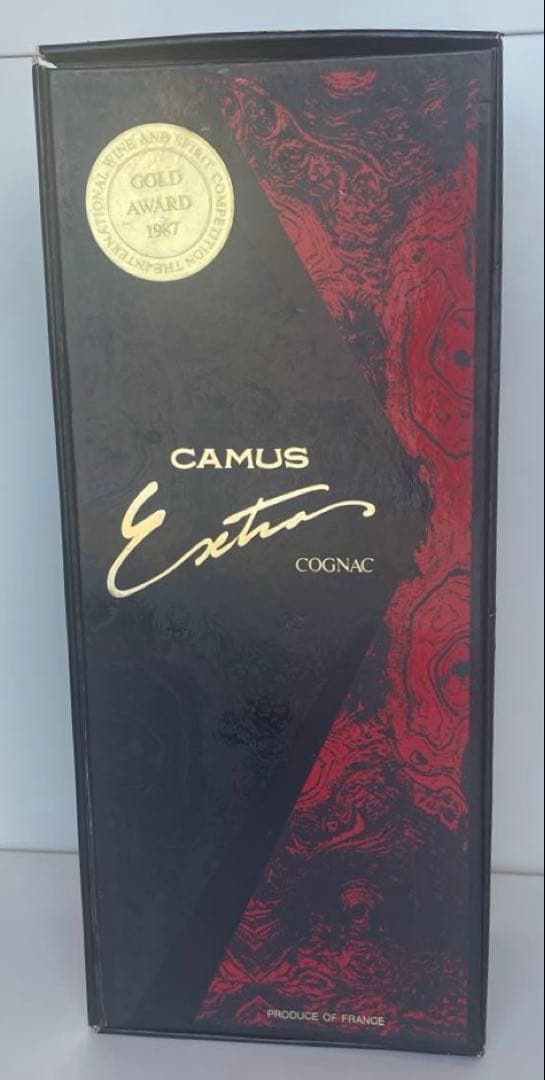 THE INTERNATIONAL WINE AND SPIRIT COMPETITION
GOLD
AWARD
1987
CAMUS
Extra
COGNAC
PRODUCE OF FRANCE